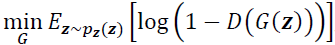 min_G E_{𝒛~p_𝒛(𝒛)} [log (1 − D(G(𝒛)))]